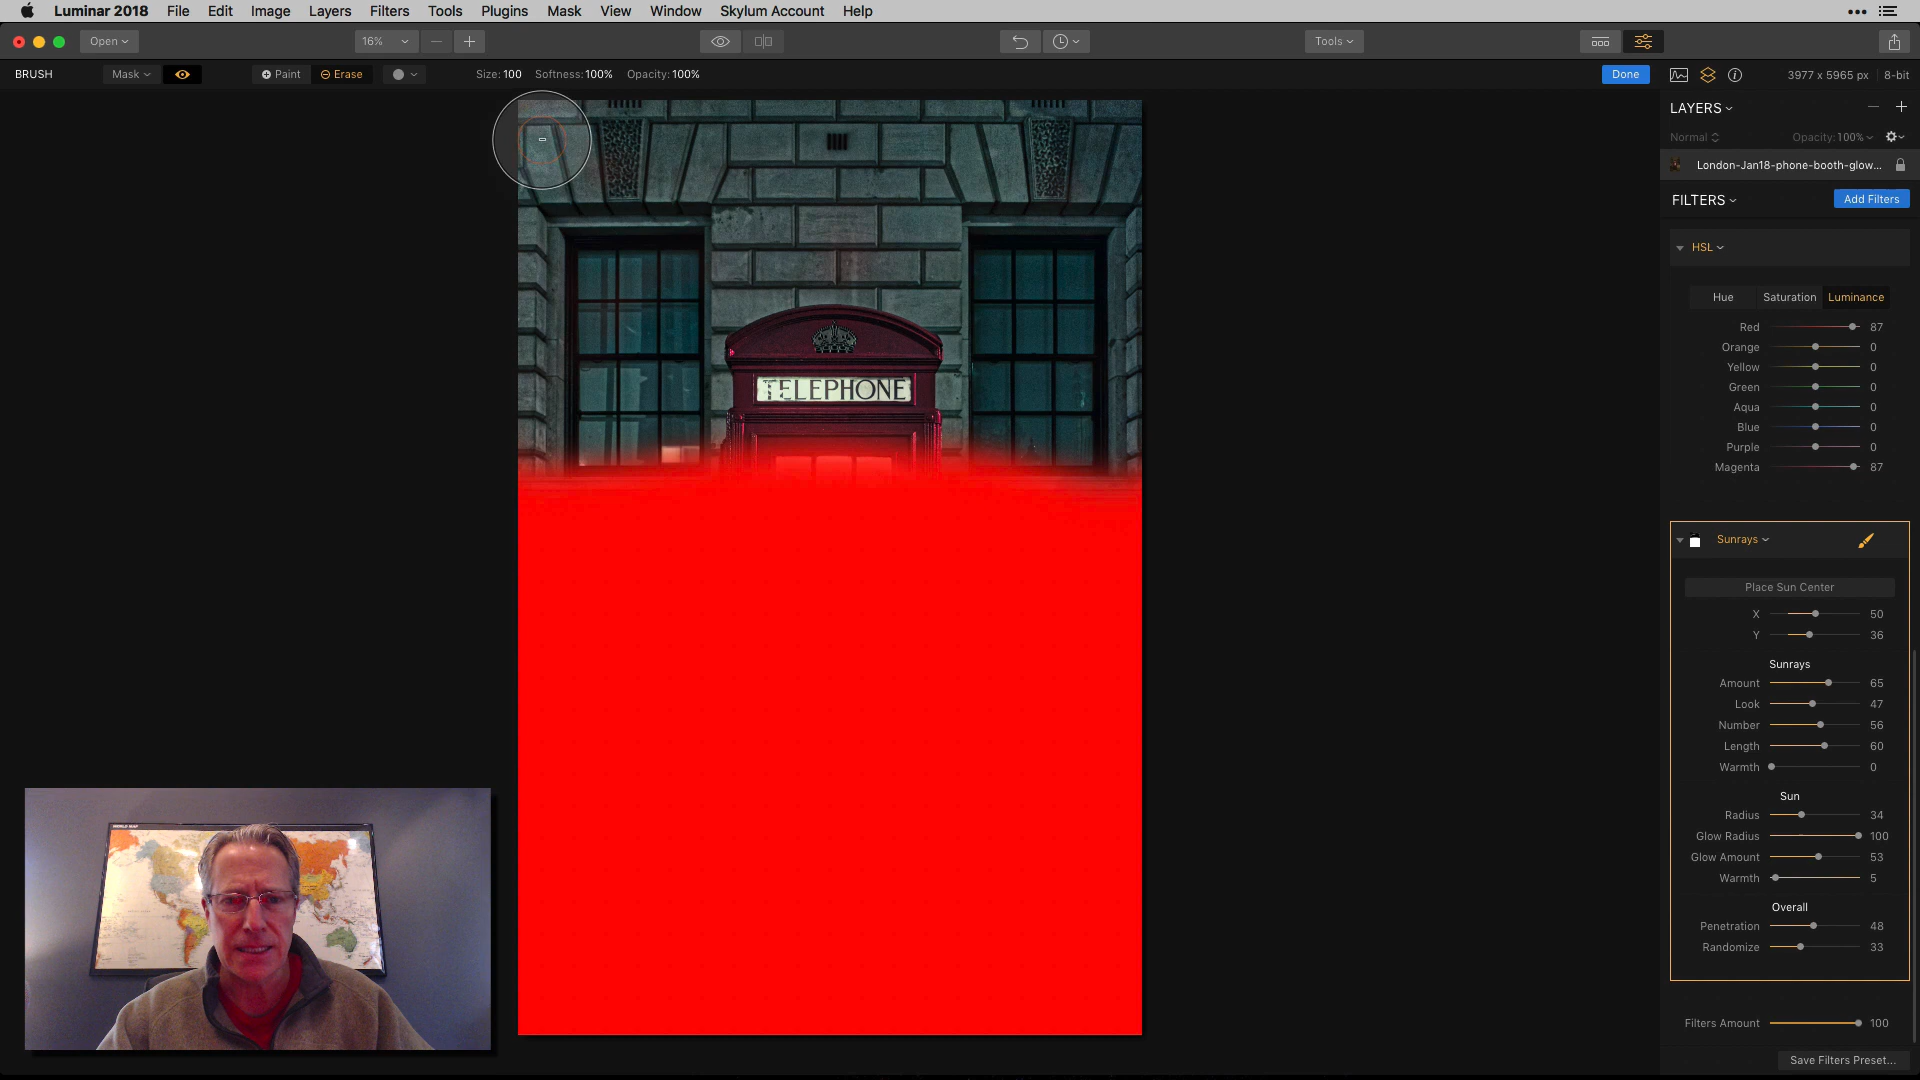 Luminar 2018 File Edit Image Layers Filters Tools Plugins Mask View Window Skylum Account Help
Open 16% Tools
BRUSH Mask Paint Erase Size: 100 Softness: 100% Opacity: 100% Done 3977 x 5965 px 8-bit
LAYERS
Normal Opacity: 100%
London-Jan18-phone-booth-glow...
FILTERS Add Filters
HSL
Hue Saturation Luminance
Red 87
Orange 0
Yellow 0
Green 0
Aqua 0
Blue 0
Purple 0
Magenta 87
Sunrays
Place Sun Center
X 50
Y 36
Sunrays
Amount 65
Look 47
Number 56
Length 60
Warmth 0
Sun
Radius 34
Glow Radius 100
Glow Amount 53
Warmth 5
Overall
Penetration 48
Randomize 33
Filters Amount 100
Save Filters Preset...
TELEPHONE
WORLD MAP